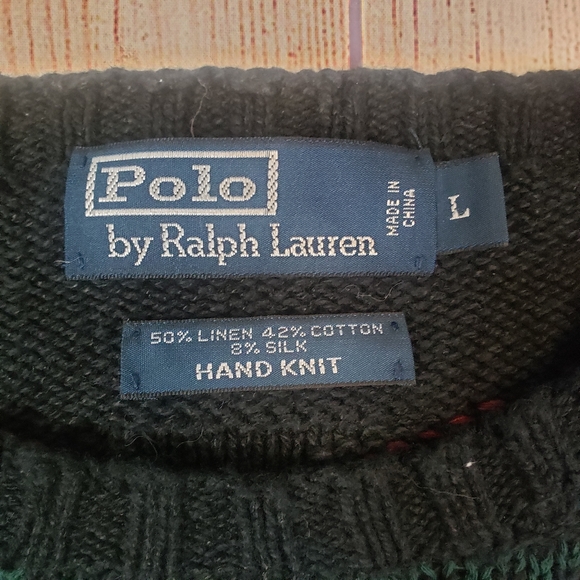 Polo
by Ralph Lauren
MADE IN
CHINA
L
50% LINEN 42% COTTON
8% SILK
HAND KNIT